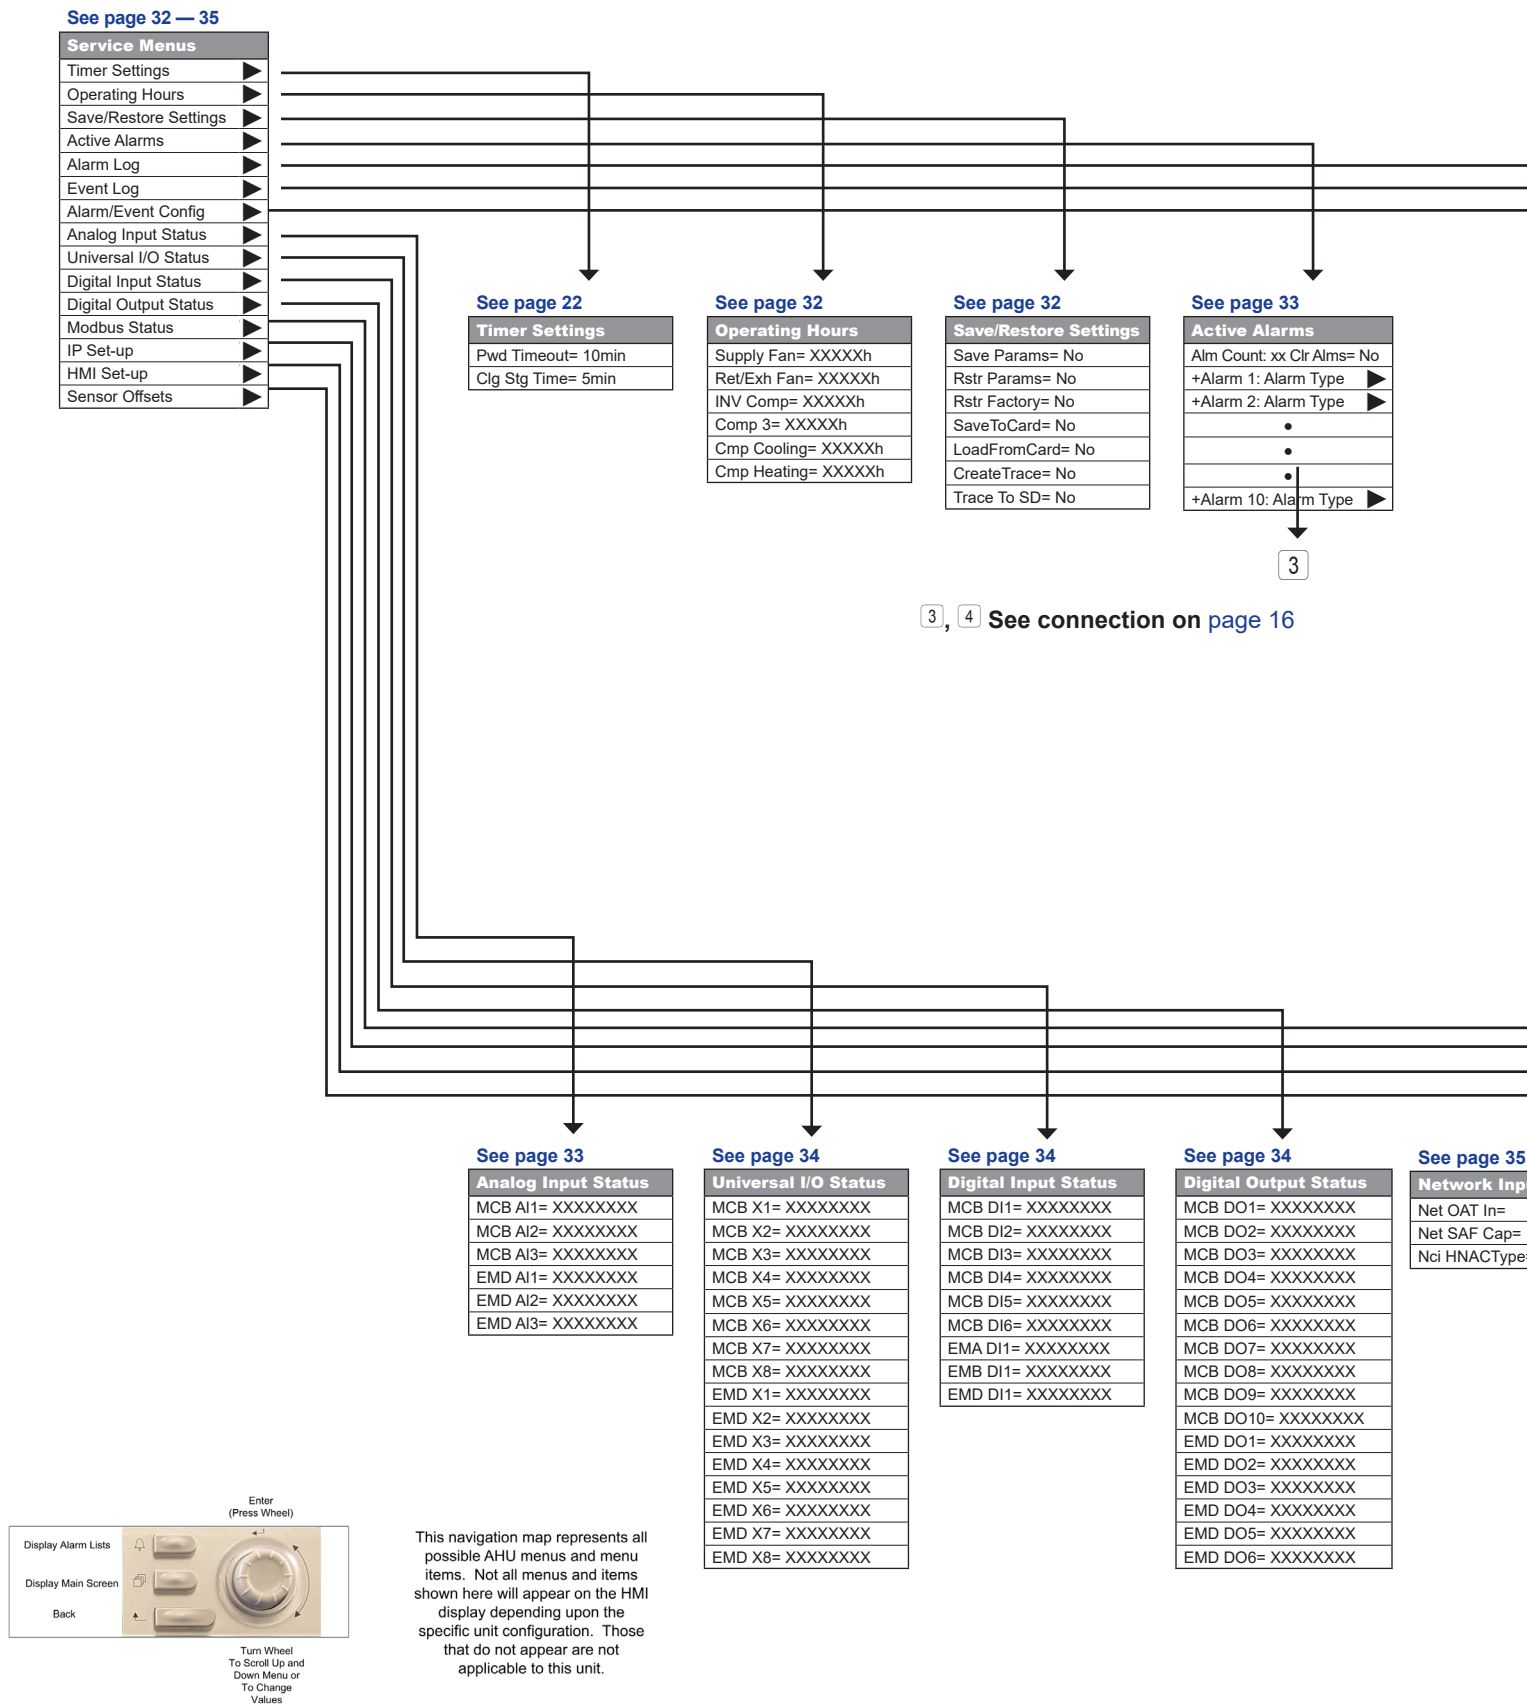 See page 32 — 35
Service Menus
Timer Settings
Operating Hours
Save/Restore Settings
Active Alarms
Alarm Log
Event Log
Alarm/Event Config
Analog Input Status
Universal I/O Status
Digital Input Status
Digital Output Status
Modbus Status
IP Set-up
HMI Set-up
Sensor Offsets
See page 22
Timer Settings
Pwd Timeout= 10min
Clg Stg Time= 5min
See page 32
Operating Hours
Supply Fan= XXXXXh
Ret/Exh Fan= XXXXXh
INV Comp= XXXXXh
Comp 3= XXXXXh
Cmp Cooling= XXXXXh
Cmp Heating= XXXXXh
See page 32
Save/Restore Settings
Save Params= No
Rstr Params= No
Rstr Factory= No
SaveToCard= No
LoadFromCard= No
CreateTrace= No
Trace To SD= No
See page 33
Active Alarms
Alm Count: xx Clr Alms= No
+Alarm 1: Alarm Type
+Alarm 2: Alarm Type
•
•
•
+Alarm 10: Alarm Type
3
3, 4 See connection on page 16
See page 33
Analog Input Status
MCB AI1= XXXXXXXX
MCB AI2= XXXXXXXX
MCB AI3= XXXXXXXX
EMD AI1= XXXXXXXX
EMD AI2= XXXXXXXX
EMD AI3= XXXXXXXX
See page 34
Universal I/O Status
MCB X1= XXXXXXXX
MCB X2= XXXXXXXX
MCB X3= XXXXXXXX
MCB X4= XXXXXXXX
MCB X5= XXXXXXXX
MCB X6= XXXXXXXX
MCB X7= XXXXXXXX
MCB X8= XXXXXXXX
EMD X1= XXXXXXXX
EMD X2= XXXXXXXX
EMD X3= XXXXXXXX
EMD X4= XXXXXXXX
EMD X5= XXXXXXXX
EMD X6= XXXXXXXX
EMD X7= XXXXXXXX
EMD X8= XXXXXXXX
See page 34
Digital Input Status
MCB DI1= XXXXXXXX
MCB DI2= XXXXXXXX
MCB DI3= XXXXXXXX
MCB DI4= XXXXXXXX
MCB DI5= XXXXXXXX
MCB DI6= XXXXXXXX
EMA DI1= XXXXXXXX
EMB DI1= XXXXXXXX
EMD DI1= XXXXXXXX
See page 34
Digital Output Status
MCB DO1= XXXXXXXX
MCB DO2= XXXXXXXX
MCB DO3= XXXXXXXX
MCB DO4= XXXXXXXX
MCB DO5= XXXXXXXX
MCB DO6= XXXXXXXX
MCB DO7= XXXXXXXX
MCB DO8= XXXXXXXX
MCB DO9= XXXXXXXX
MCB DO10= XXXXXXXX
EMD DO1= XXXXXXXX
EMD DO2= XXXXXXXX
EMD DO3= XXXXXXXX
EMD DO4= XXXXXXXX
EMD DO5= XXXXXXXX
EMD DO6= XXXXXXXX
See page 35
Network Inp
Net OAT In=
Net SAF Cap=
Nci HNACType=
Enter
(Press Wheel)
Display Alarm Lists
Display Main Screen
Back
Turn Wheel
To Scroll Up and
Down Menu or
To Change
Values
This navigation map represents all
possible AHU menus and menu
items. Not all menus and items
shown here will appear on the HMI
display depending upon the
specific unit configuration. Those
that do not appear are not
applicable to this unit.